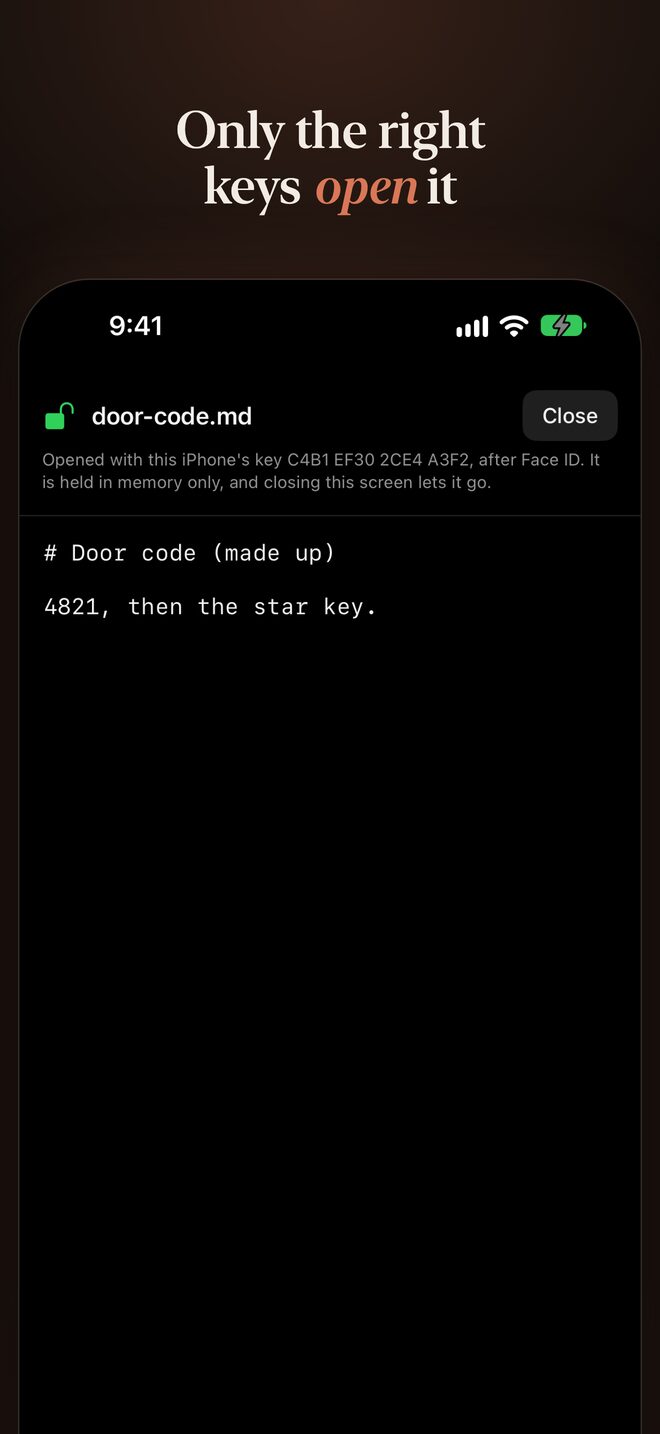 Only the right
keys open it
9:41
door-code.md
Close
Opened with this iPhone's key C4B1 EF30 2CE4 A3F2, after Face ID. It
is held in memory only, and closing this screen lets it go.
# Door code (made up)
4821, then the star key.